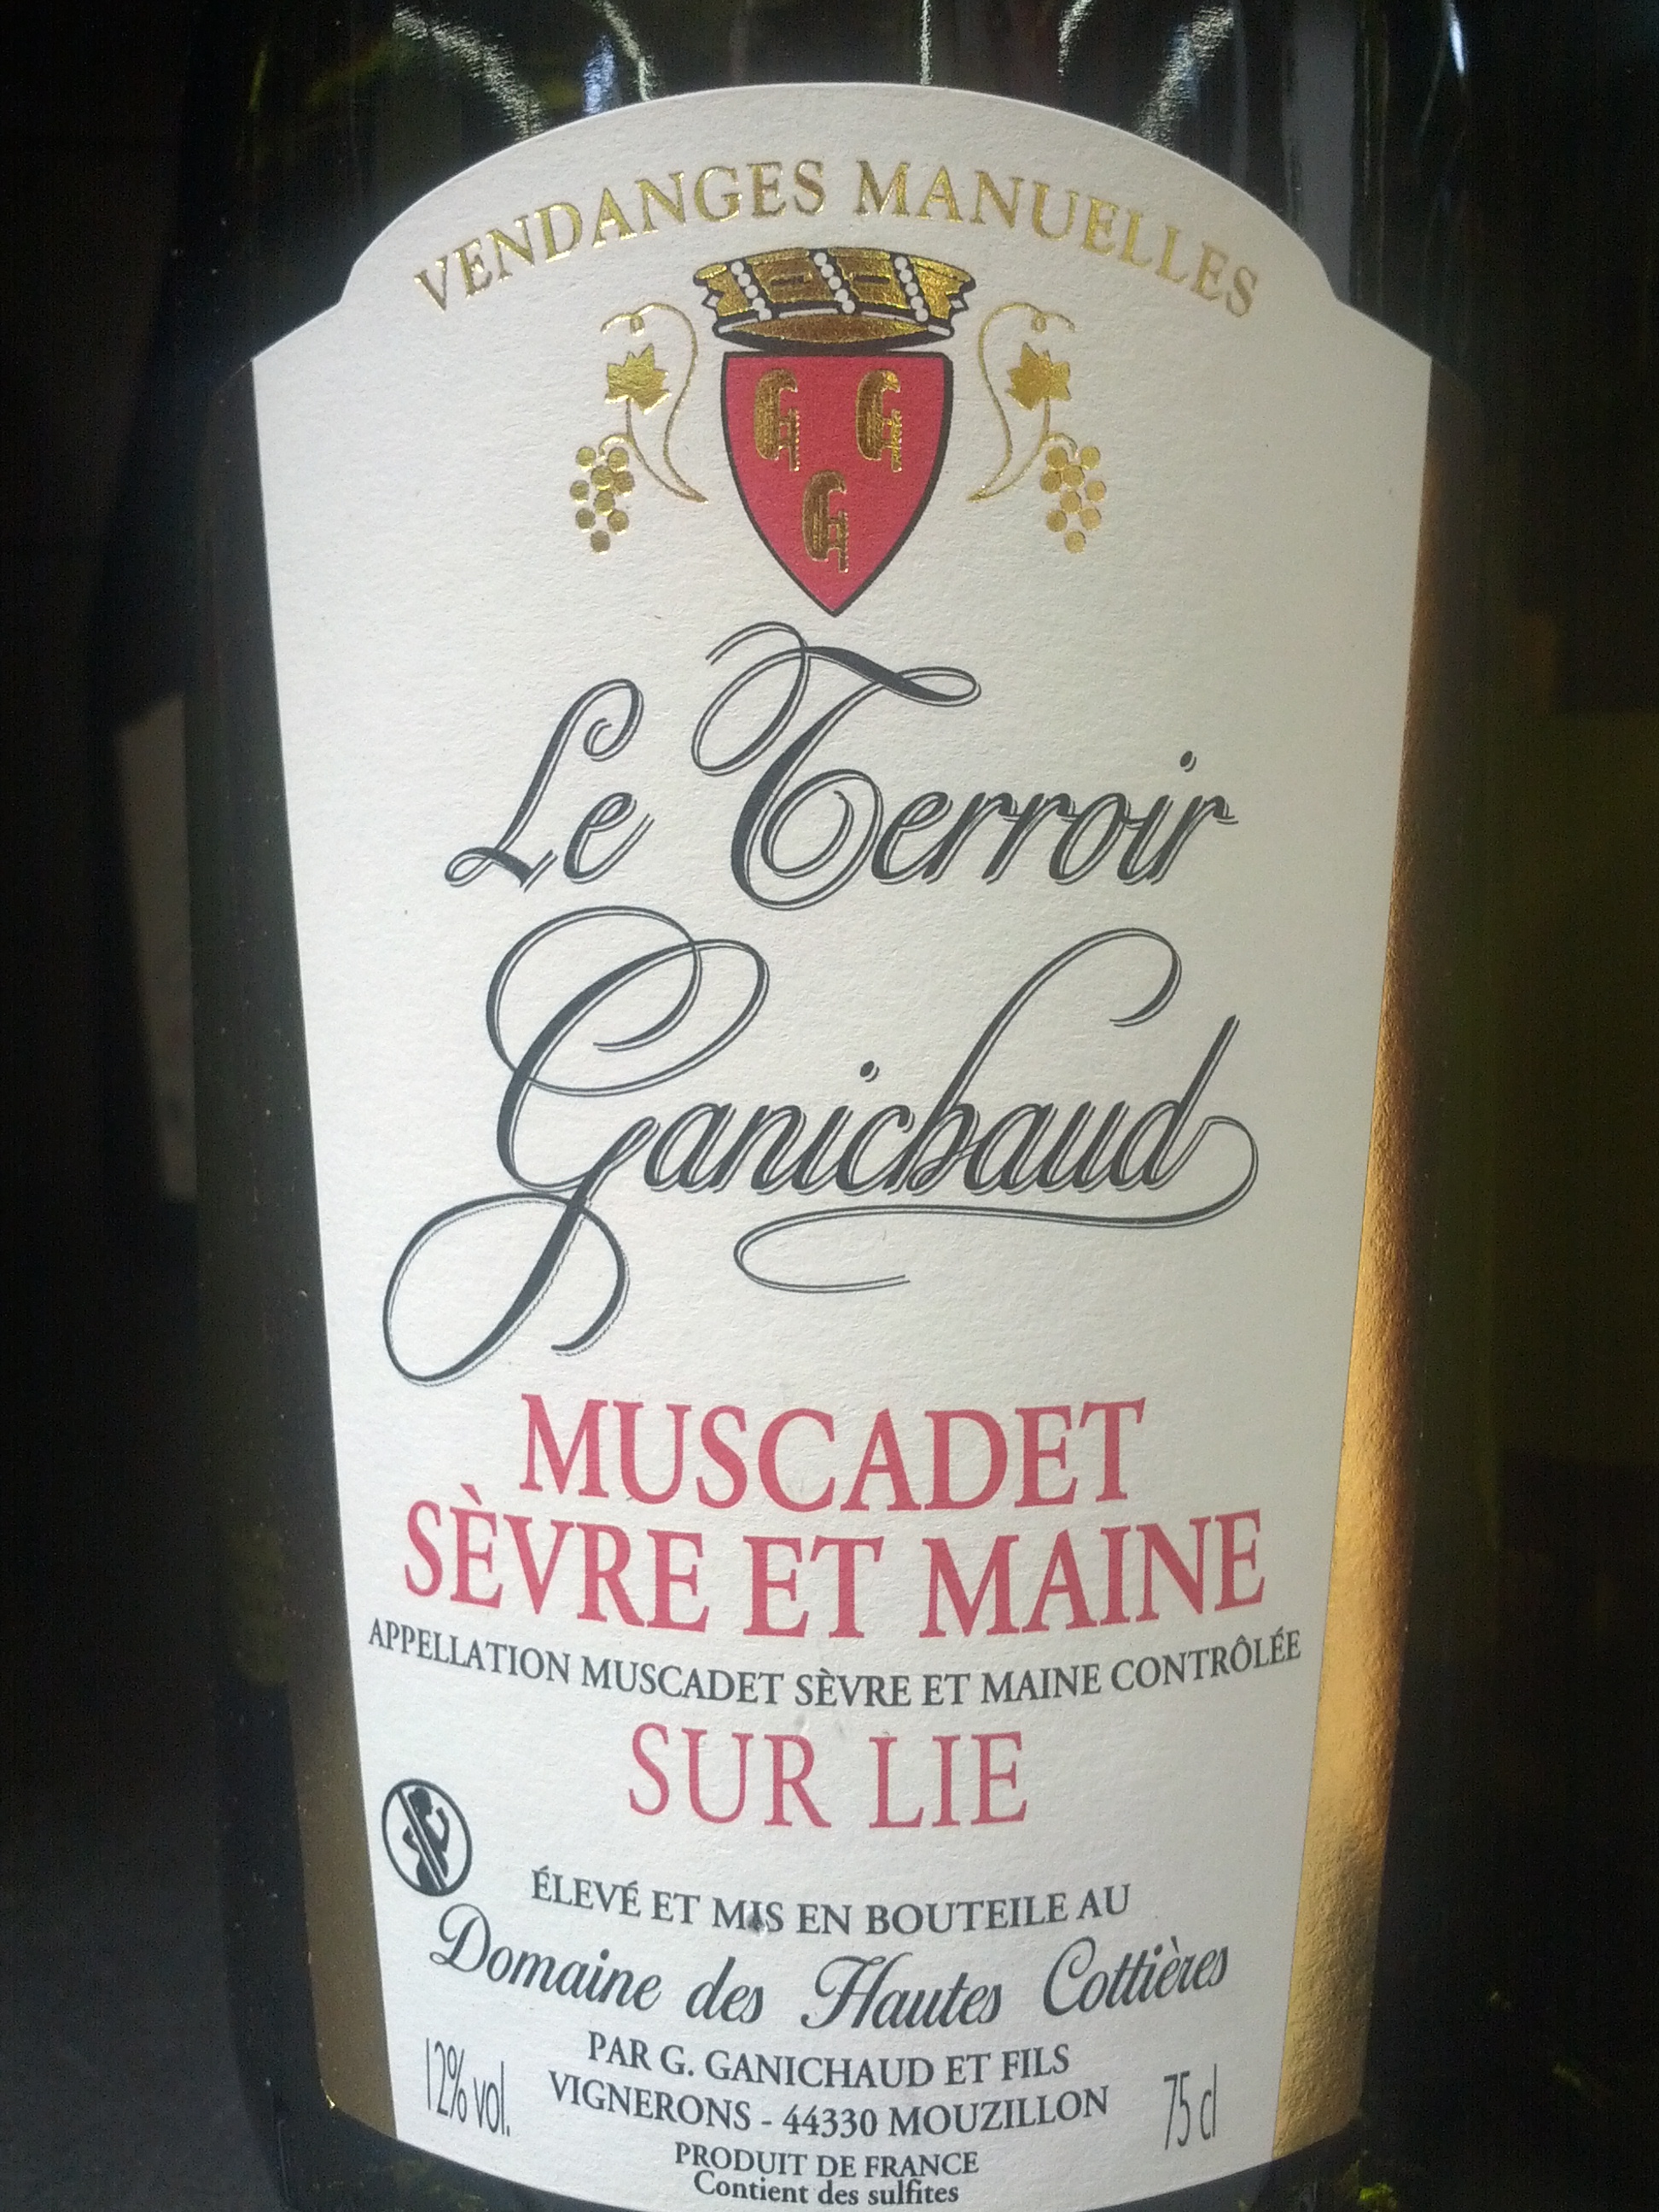 VENDANGES MANUELLES
Le Terroir
Ganichaud
MUSCADET
SÈVRE ET MAINE
APPELLATION MUSCADET SÈVRE ET MAINE CONTRÔLÉE
SUR LIE
ÉLEVÉ ET MIS EN BOUTEILE AU
Domaine des Hautes Cottières
PAR G. GANICHAUD ET FILS
12% vol. VIGNERONS - 44330 MOUZILLON 75 cl
PRODUIT DE FRANCE
Contient des sulfites